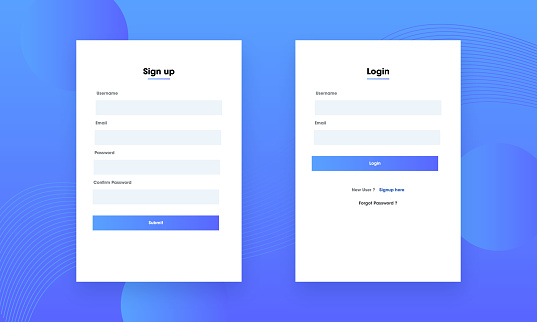 Sign up
Username
Email
Password
Confirm Password
Submit
Login
Username
Email
Login
New User ? Signup here
Forgot Password ?